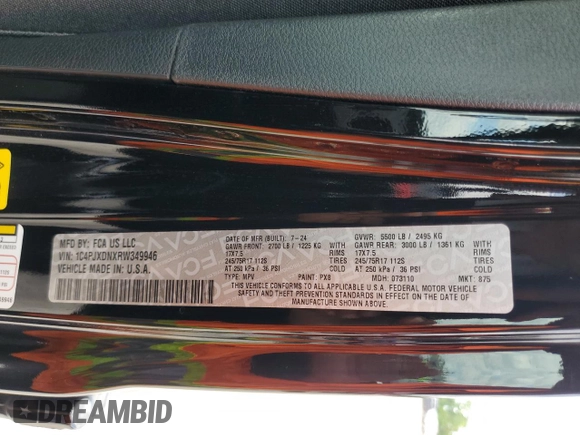 MFD BY: FCA US LLC
VIN: 1C4PJXDNXRW349946
VEHICLE MADE IN U.S.A.
DATE OF MFR (BUILT): 7-24
GAWR FRONT: 2700 LB / 1225 KG
17X7.5
245/75R17 112S
AT 250 kPa / 36 PSI
TYPE: MPV
PAINT: PX8
WITH
RIMS
TIRES
GVWR: 5500 LB / 2495 KG
GAWR REAR: 3000 LB / 1361 KG
17X7.5
245/75R17 112S
AT 250 kPa / 36 PSI
MDH: 073110
MKT: 875
WITH
RIMS
TIRES
THIS VEHICLE CONFORMS TO ALL APPLICABLE U.S.A. FEDERAL MOTOR VEHICLE
SAFETY, BUMPER, AND THEFT PREVENTION STANDARDS IN EFFECT ON THE DATE OF
MANUFACTURE SHOWN ABOVE.
DREAMBID